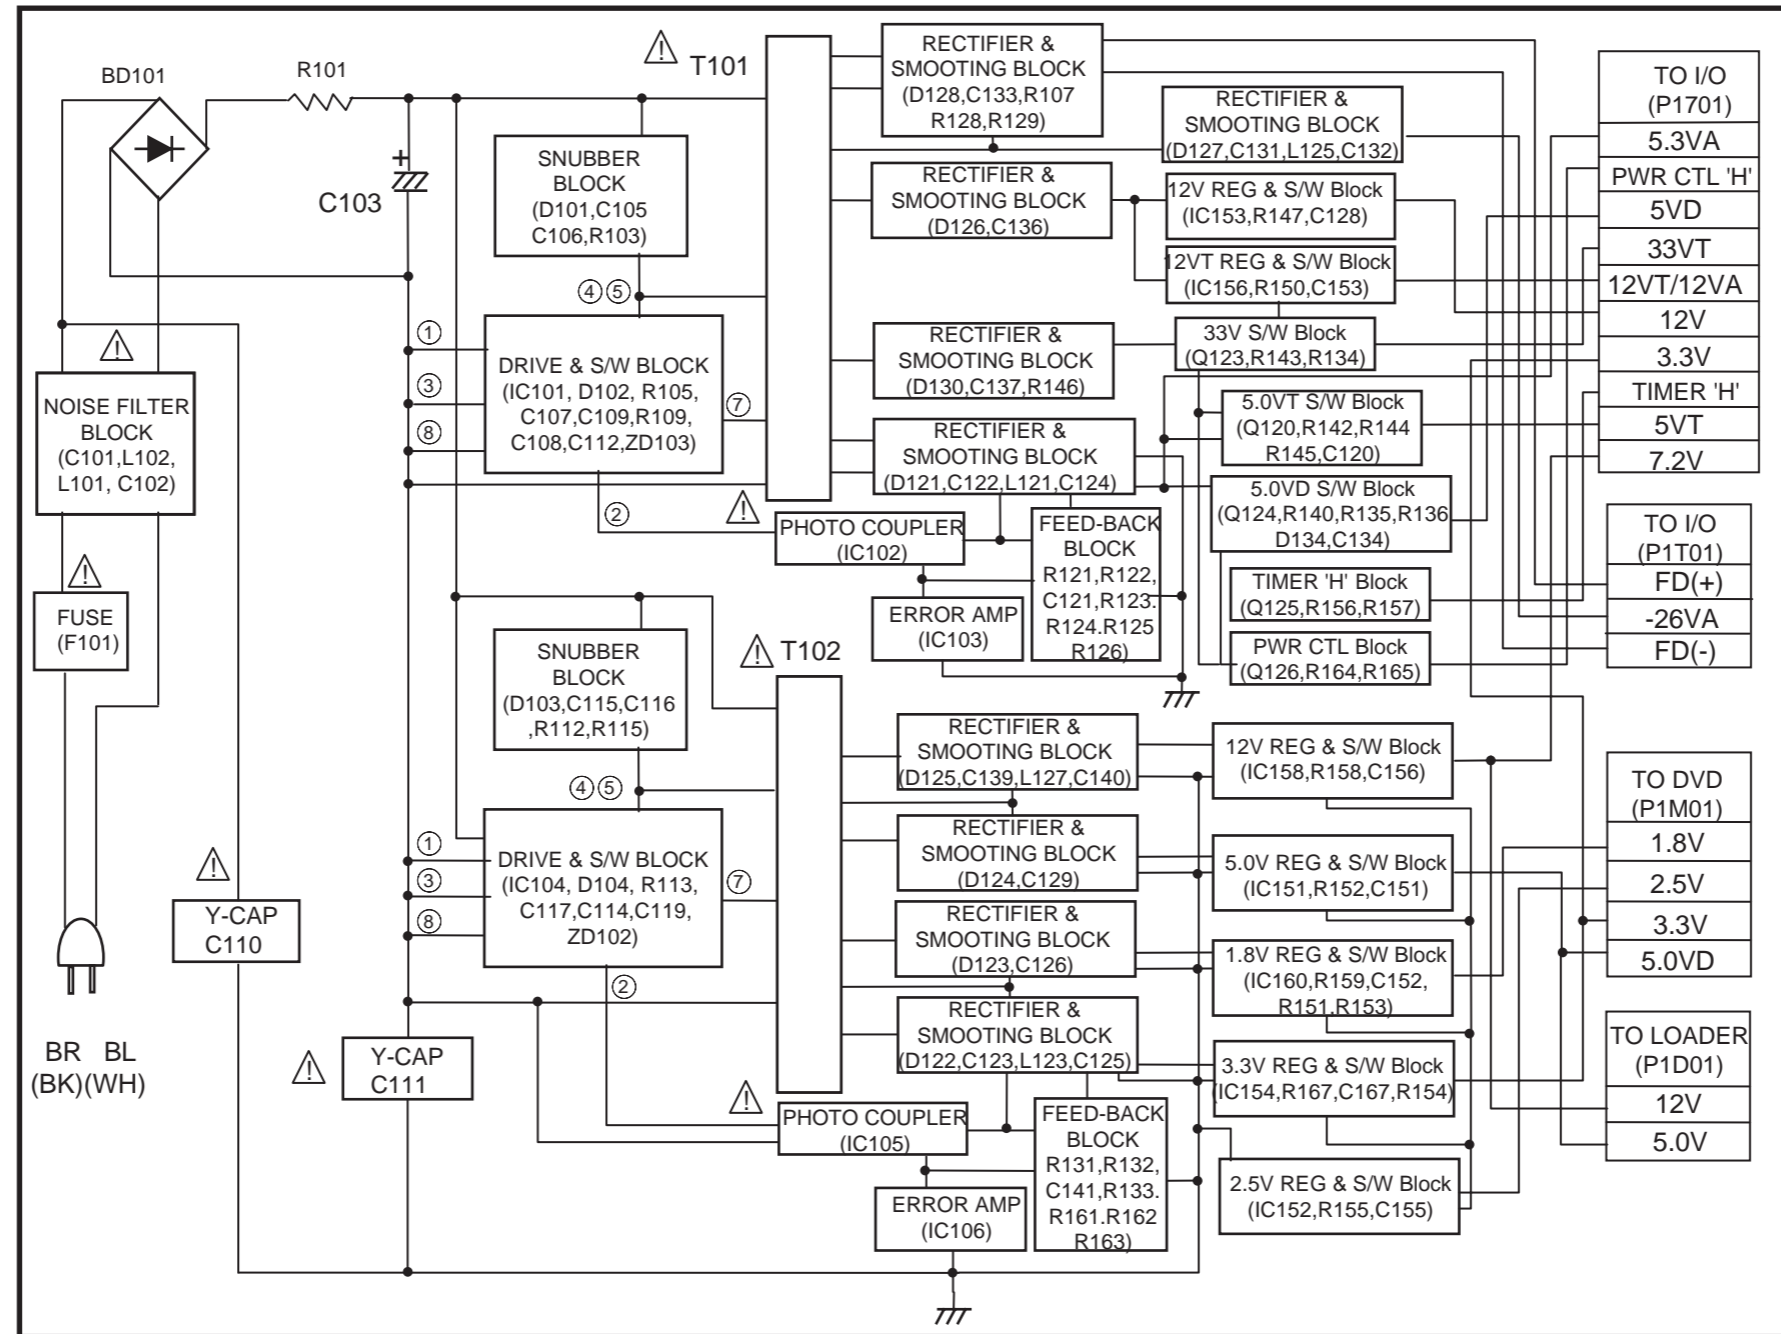 BD101
R101
C103
T101
SNUBBER
BLOCK
(D101,C105
C106,R103)
④⑤
①
③
⑧
DRIVE & S/W BLOCK
(IC101, D102, R105,
C107,C109,R109,
C108,C112,ZD103)
⑦
②
NOISE FILTER
BLOCK
(C101,L102,
L101, C102)
FUSE
(F101)
BR BL
(BK)(WH)
Y-CAP
C110
Y-CAP
C111
SNUBBER
BLOCK
(D103,C115,C116
,R112,R115)
④⑤
①
③
⑧
DRIVE & S/W BLOCK
(IC104, D104, R113,
C117,C114,C119,
ZD102)
⑦
②
T102
RECTIFIER &
SMOOTING BLOCK
(D128,C133,R107
R128,R129)
RECTIFIER &
SMOOTING BLOCK
(D127,C131,L125,C132)
RECTIFIER &
SMOOTING BLOCK
(D126,C136)
12V REG & S/W Block
(IC153,R147,C128)
12VT REG & S/W Block
(IC156,R150,C153)
RECTIFIER &
SMOOTING BLOCK
(D130,C137,R146)
33V S/W Block
(Q123,R143,R134)
5.0VT S/W Block
(Q120,R142,R144
R145,C120)
RECTIFIER &
SMOOTING BLOCK
(D121,C122,L121,C124)
5.0VD S/W Block
(Q124,R140,R135,R136
D134,C134)
PHOTO COUPLER
(IC102)
FEED-BACK
BLOCK
R121,R122,
C121,R123.
R124.R125
R126)
ERROR AMP
(IC103)
TIMER 'H' Block
(Q125,R156,R157)
PWR CTL Block
(Q126,R164,R165)
RECTIFIER &
SMOOTING BLOCK
(D125,C139,L127,C140)
12V REG & S/W Block
(IC158,R158,C156)
RECTIFIER &
SMOOTING BLOCK
(D124,C129)
5.0V REG & S/W Block
(IC151,R152,C151)
RECTIFIER &
SMOOTING BLOCK
(D123,C126)
1.8V REG & S/W Block
(IC160,R159,C152,
R151.R153)
RECTIFIER &
SMOOTING BLOCK
(D122,C123,L123,C125)
3.3V REG & S/W Block
(IC154,R167,C167,R154)
PHOTO COUPLER
(IC105)
FEED-BACK
BLOCK
R131,R132,
C141,R133.
R161.R162
R163)
ERROR AMP
(IC106)
2.5V REG & S/W Block
(IC152,R155,C155)
TO I/O
(P1701)
5.3VA
PWR CTL 'H'
5VD
33VT
12VT/12VA
12V
3.3V
TIMER 'H'
5VT
7.2V
TO I/O
(P1T01)
FD(+)
-26VA
FD(-)
TO DVD
(P1M01)
1.8V
2.5V
3.3V
5.0VD
TO LOADER
(P1D01)
12V
5.0V